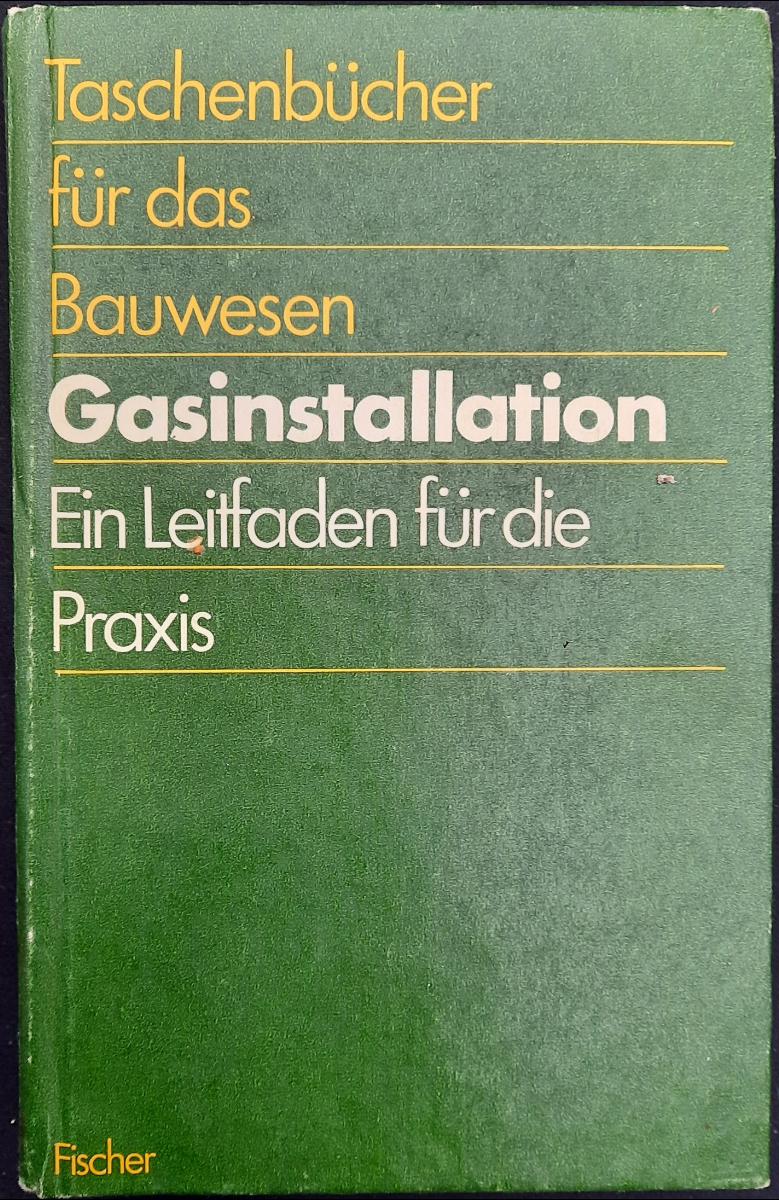 Taschenbücher
für das
Bauwesen
Gasinstallation
Ein Leitfaden für die
Praxis
Fischer